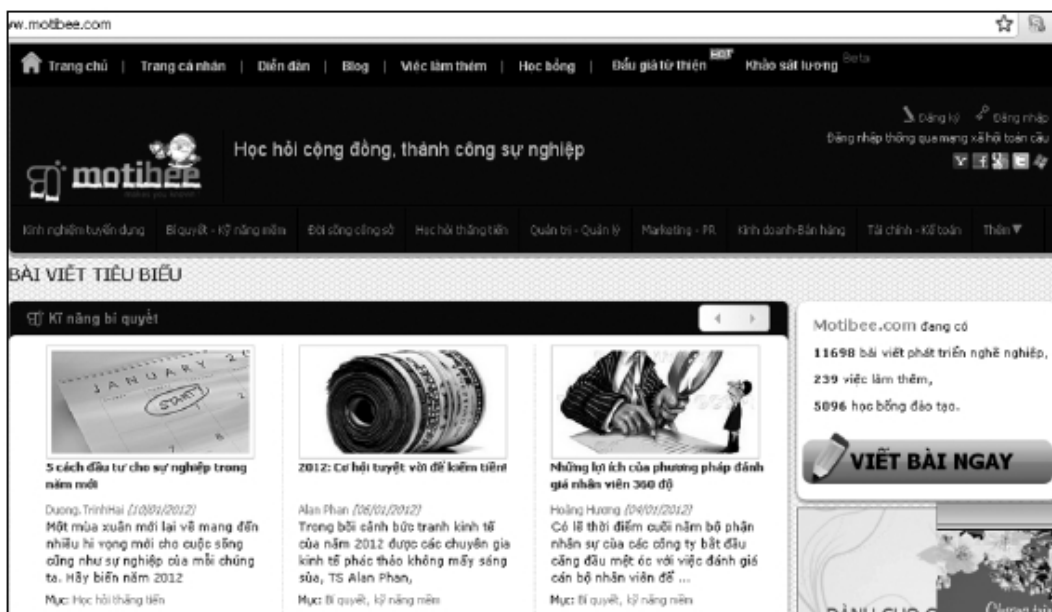 w.motibee.com
Trang chủ | Trang cá nhân | Diễn đàn | Blog | Việc làm thêm | Học bổng | Đấu giá từ thiện HOT Khảo sát lương Beta
Đăng ký Đăng nhập
Đăng nhập thông qua mạng xã hội toàn cầu
motibee
Học hỏi cộng đồng, thành công sự nghiệp
Kinh nghiệm tuyển dụng Bí quyết - Kỹ năng mềm Đời sống công sở Học hỏi thăng tiến Quản trị - Quản lý Marketing - PR Kinh doanh-Bán hàng Tài chính - Kế toán Thêm▼
BÀI VIẾT TIÊU BIỂU
Kĩ năng bí quyết
JANUARY
START
5 cách đầu tư cho sự nghiệp trong
năm mới
Duong.TrinhHai (10/01/2012)
Một mùa xuân mới lại về mang đến
nhiều hi vọng mới cho cuộc sống
cũng như sự nghiệp của mỗi chúng
ta. Hãy biến năm 2012
Mục: Học hỏi thăng tiến
2012: Cơ hội tuyệt vời để kiếm tiền!
Alan Phan (06/01/2012)
Trong bối cảnh bức tranh kinh tế
của năm 2012 được các chuyên gia
kinh tế phác thảo không mấy sáng
sủa, TS Alan Phan,
Mục: Bí quyết, kỹ năng mềm
Những lợi ích của phương pháp đánh
giá nhân viên 360 độ
Hoàng Hương (04/01/2012)
Có lẽ thời điểm cuối năm bộ phận
nhân sự của các công ty bắt đầu
căng đầu mệt óc với việc đánh giá
cán bộ nhân viên để ...
Mục: Bí quyết, kỹ năng mềm
Motibee.com đang có
11698 bài viết phát triển nghề nghiệp,
239 việc làm thêm,
5096 học bổng đào tạo.
VIẾT BÀI NGAY